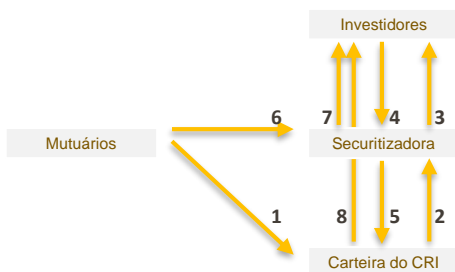 Investidores
6
7
4
3
Mutuários
Securitizadora
1
8
5
2
Carteira do CRI